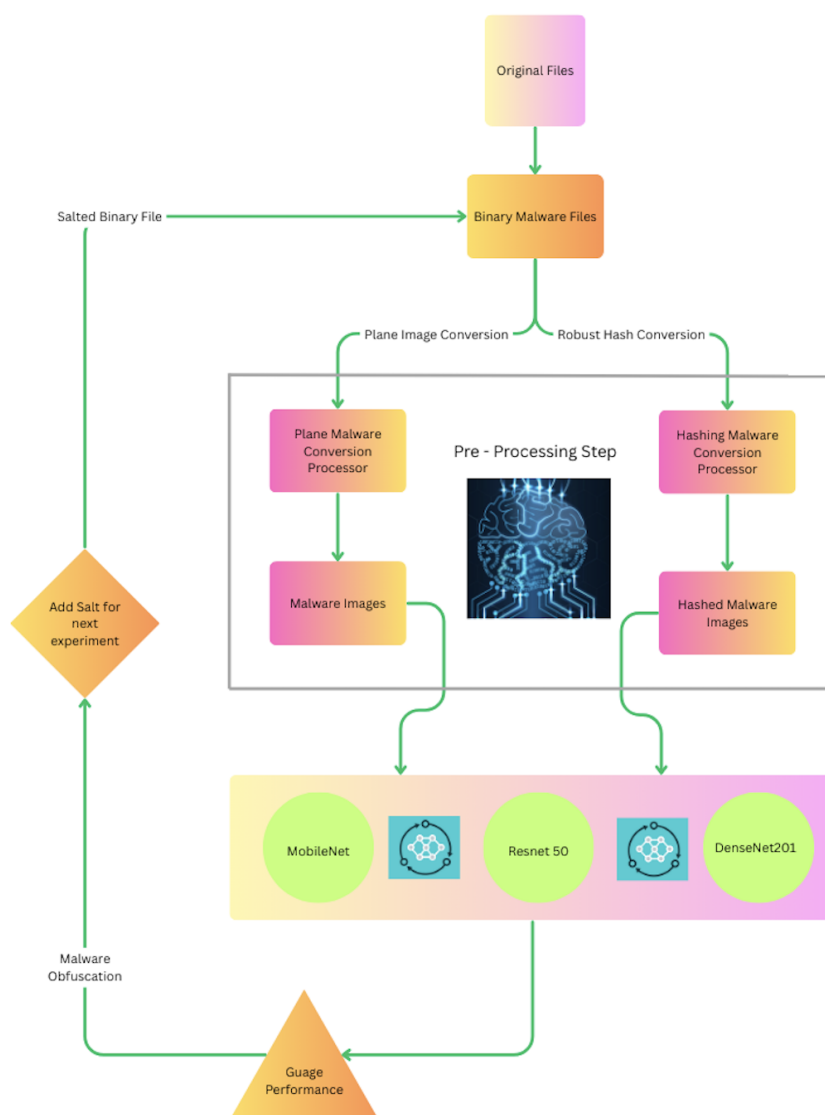 Original Files
Salted Binary File
Binary Malware Files
Plane Image Conversion
Robust Hash Conversion
Plane Malware
Conversion
Processor
Pre - Processing Step
Hashing Malware
Conversion
Processor
Malware Images
Hashed Malware
Images
Add Salt for
next
experiment
MobileNet
Resnet 50
DenseNet201
Malware
Obfuscation
Guage
Performance